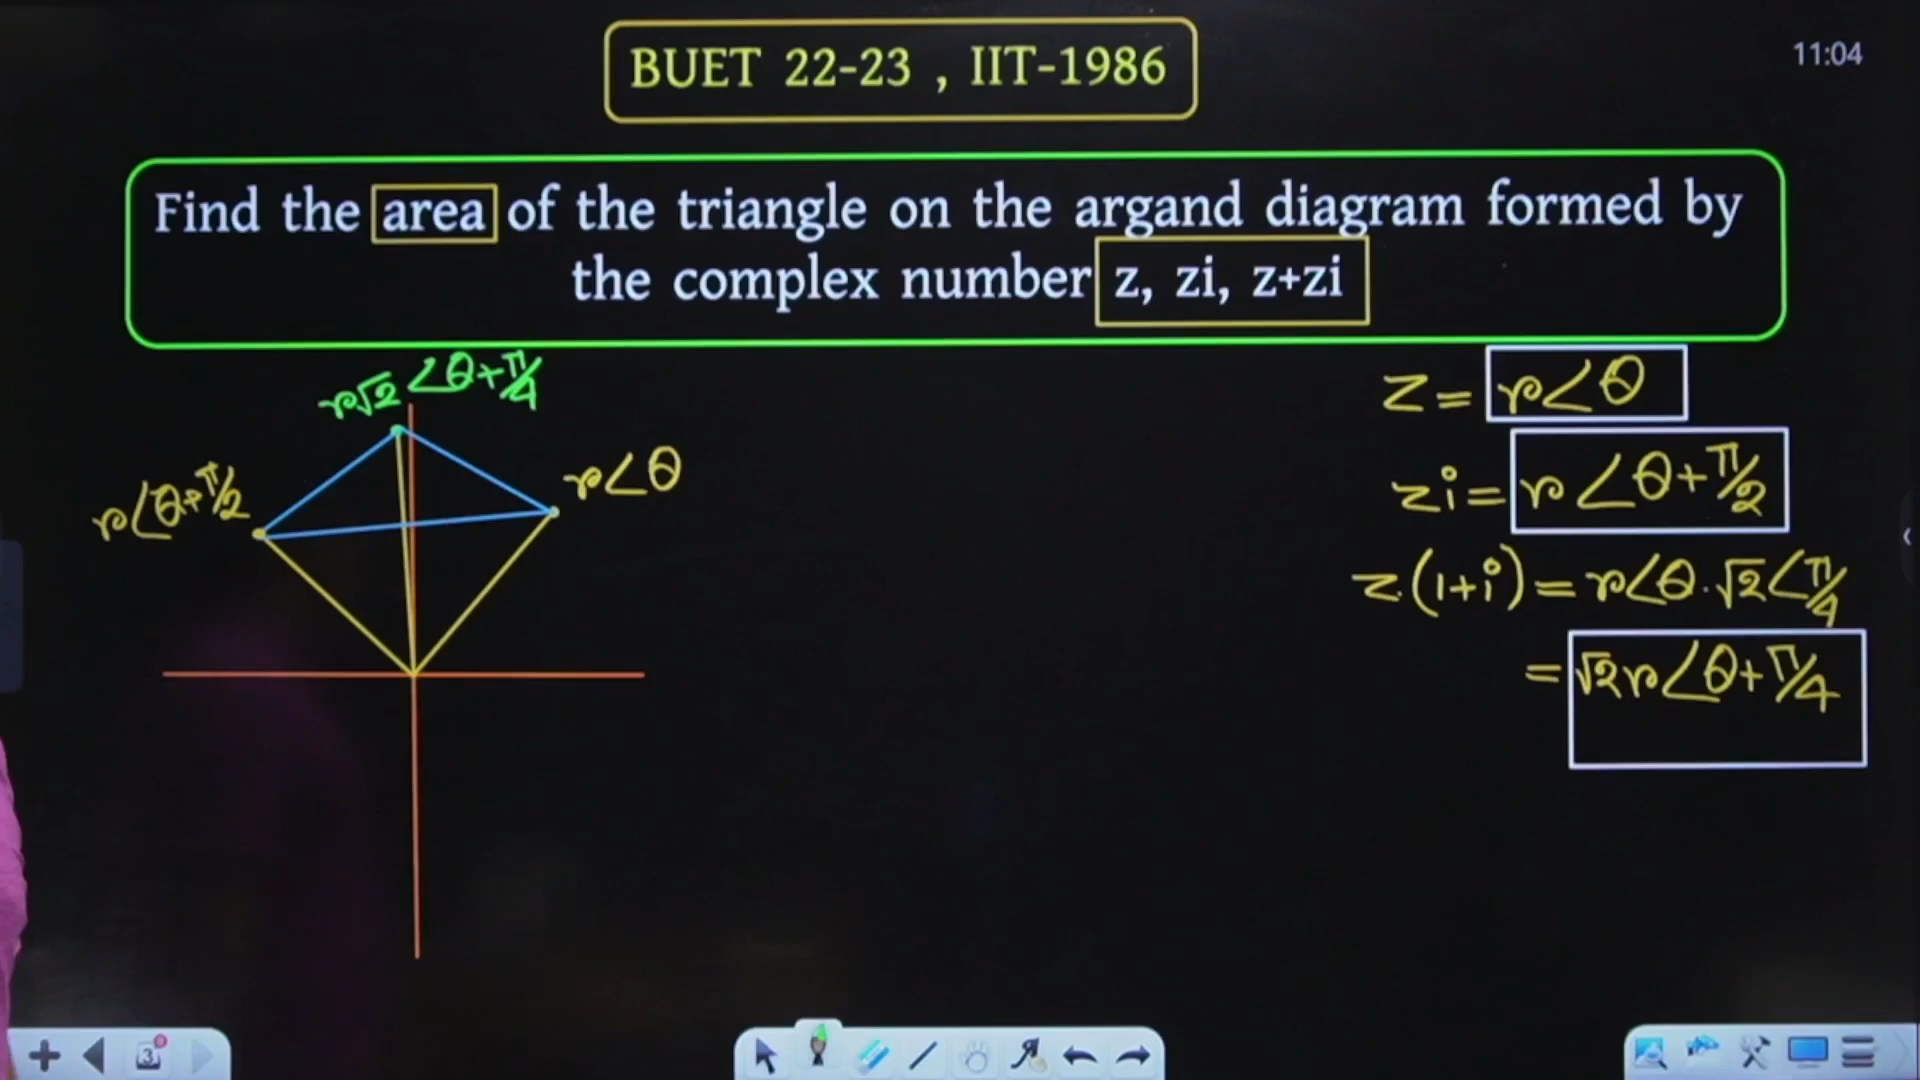 BUET 22-23 , IIT-1986
11:04
Find the area of the triangle on the argand diagram formed by
the complex number z, zi, z+zi
r√2 ∠θ+π/4
r∠θ
r∠θ+π/2
z = r∠θ
zi = r∠θ+π/2
z.(1+i) = r∠θ.√2∠π/4
= √2r∠θ+π/4
3